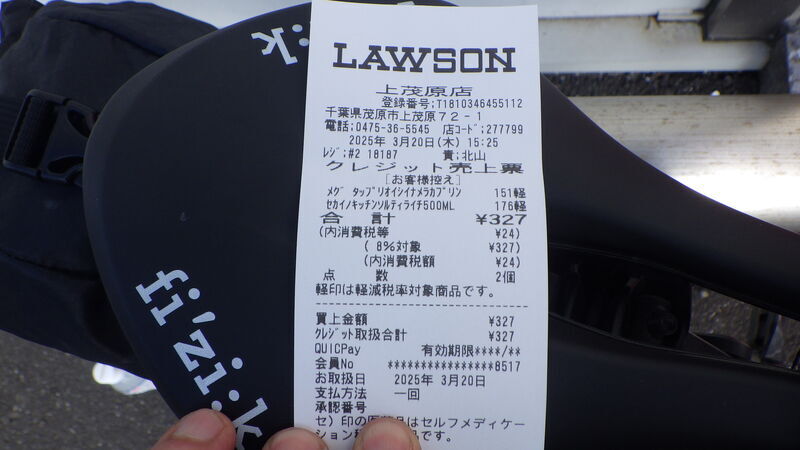 fi'zi:k
LAWSON
上茂原店
登録番号:T1810346455112
千葉県茂原市上茂原72-1
電話:0475-36-5545 店コード:277799
2025年 3月20日(木) 15:25
レジ:#2 18187 責:北山
クレジット売上票
[お客様控え]
メグ タップリオイシイナメラカプリン 151軽
セカイノキッチンソルティライチ500ML 176軽
合計 ¥327
(内消費税等 ¥24)
( 8%対象 ¥327)
(内消費税額 ¥24)
点数 2個
軽印は軽減税率対象商品です。
買上金額 ¥327
クレジット取扱合計 ¥327
QUICPay 有効期限****/**
会員No ****************8517
お取扱日 2025年 3月20日
支払方法 一回
承認番号
セ)印の はセルフメディケー
ション です。